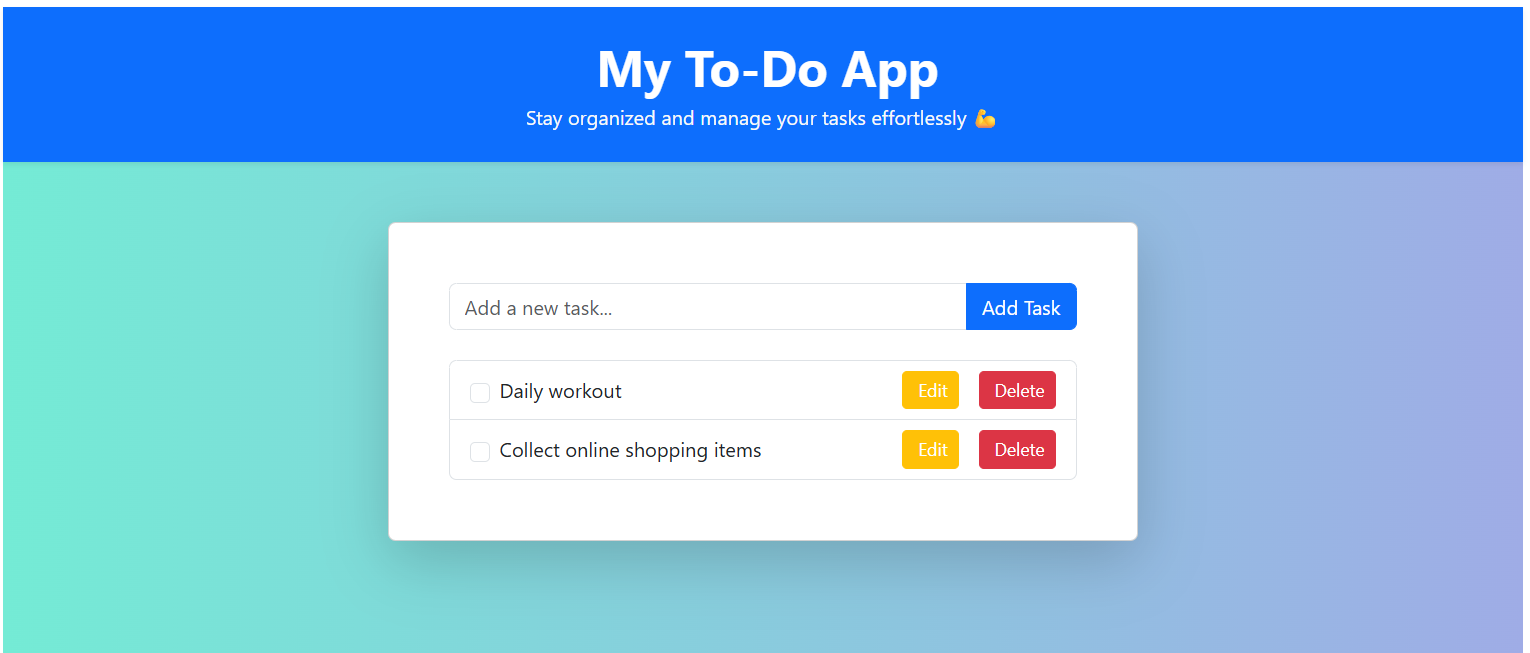 My To-Do App
Stay organized and manage your tasks effortlessly 💪
Add a new task...
Add Task
Daily workout
Edit
Delete
Collect online shopping items
Edit
Delete